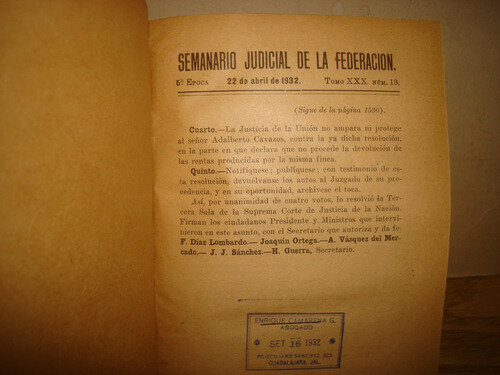 SEMANARIO JUDICIAL DE LA FEDERACION.
5ª EPOCA 22 de abril de 1932. TOMO XXX. NÚM. 13.
(Sigue de la página 1536).
Cuarto.—La Justicia de la Unión no ampara ni protege
al señor Adalberto Cavazos, contra la ya dicha resolución,
en la parte en que declara que no procede la devolución de
las rentas producidas por la misma finca.
Quinto.—Notifíquese; publíquese; con testimonio de
esta resolución, devuélvanse los autos al Juzgado de su pro-
cedencia, y en su oportunidad, archívese el toca.
Así, por unanimidad de cuatro votos, lo resolvió la Ter-
cera Sala de la Suprema Corte de Justicia de la Nación.
Firman los ciudadanos Presidente y Ministros que intervi-
nieron en este asunto, con el Secretario que autoriza y da fe.
F. Díaz Lombardo.—Joaquín Ortega.—A. Vásquez del Mer-
cado.—J. J. Sánchez.—H. Guerra, Secretario.
ENRIQUE CAMARENA G.
ABOGADO
SET 16 1932
PRISCILIANO SANCHEZ 323
GUADALAJARA, JAL.